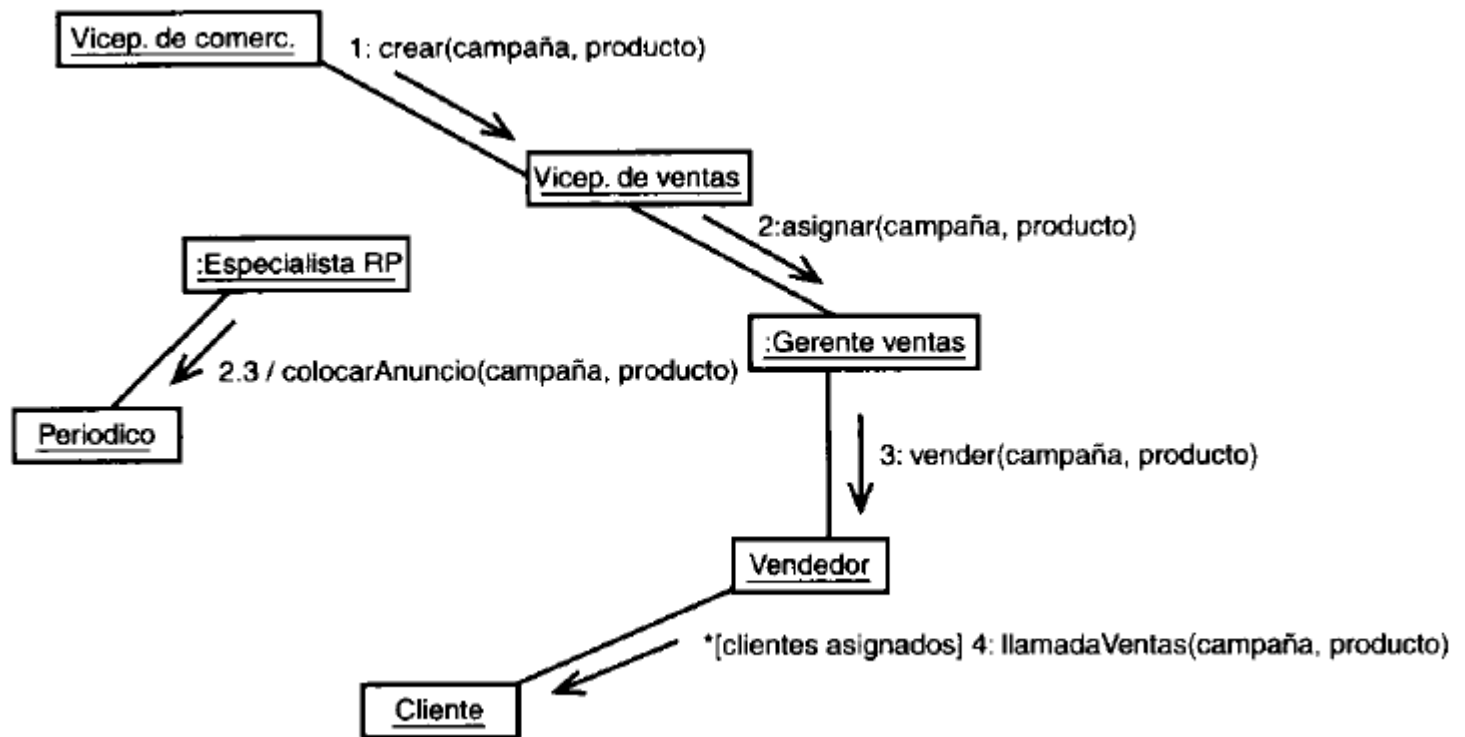 Vicep. de comerc.
1: crear(campaña, producto)
Vicep. de ventas
2:asignar(campaña, producto)
:Especialista RP
:Gerente ventas
2.3 / colocarAnuncio(campaña, producto)
Periodico
3: vender(campaña, producto)
Vendedor
*[clientes asignados] 4: llamadaVentas(campaña, producto)
Cliente